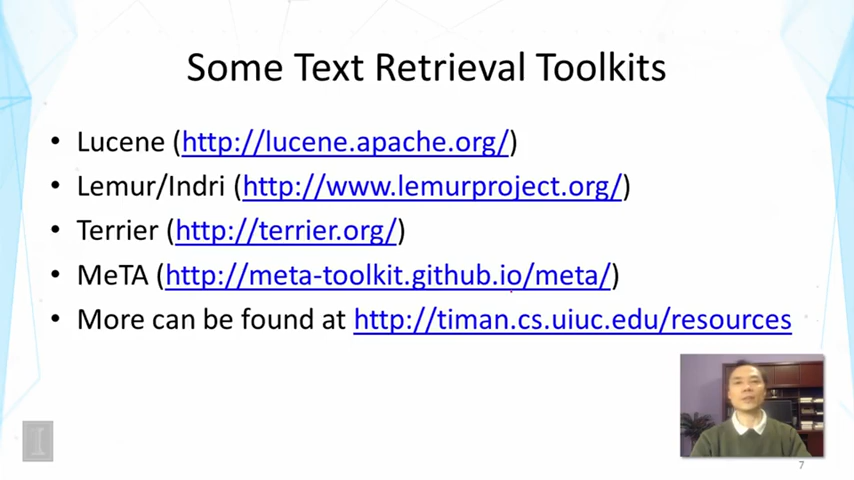 Some Text Retrieval Toolkits
• Lucene (http://lucene.apache.org/)
• Lemur/Indri (http://www.lemurproject.org/)
• Terrier (http://terrier.org/)
• MeTA (http://meta-toolkit.github.io/meta/)
• More can be found at http://timan.cs.uiuc.edu/resources
I
7